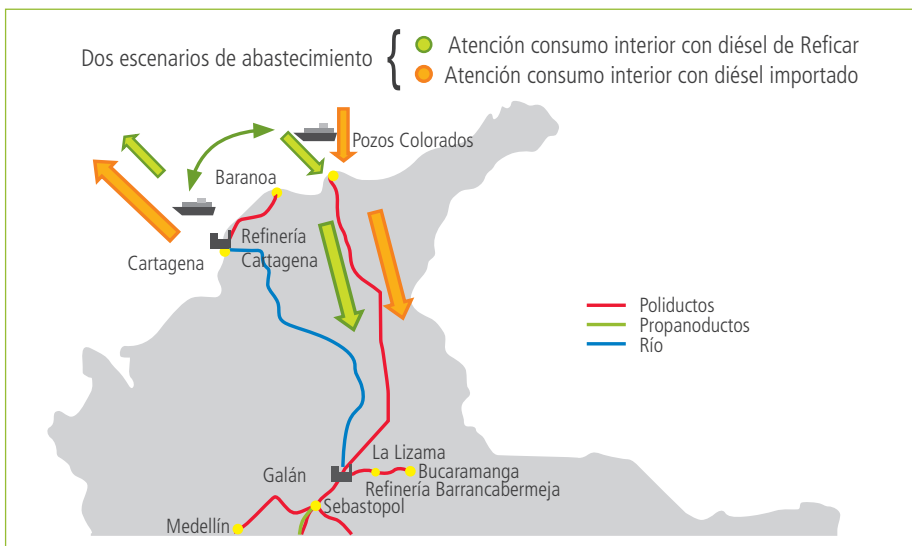 Dos escenarios de abastecimiento
Atención consumo interior con diésel de Reficar
Atención consumo interior con diésel importado
Pozos Colorados
Baranoa
Refinería
Cartagena
Cartagena
Poliductos
Propanoductos
Río
La Lizama
Galán
Bucaramanga
Refinería Barrancabermeja
Sebastopol
Medellín